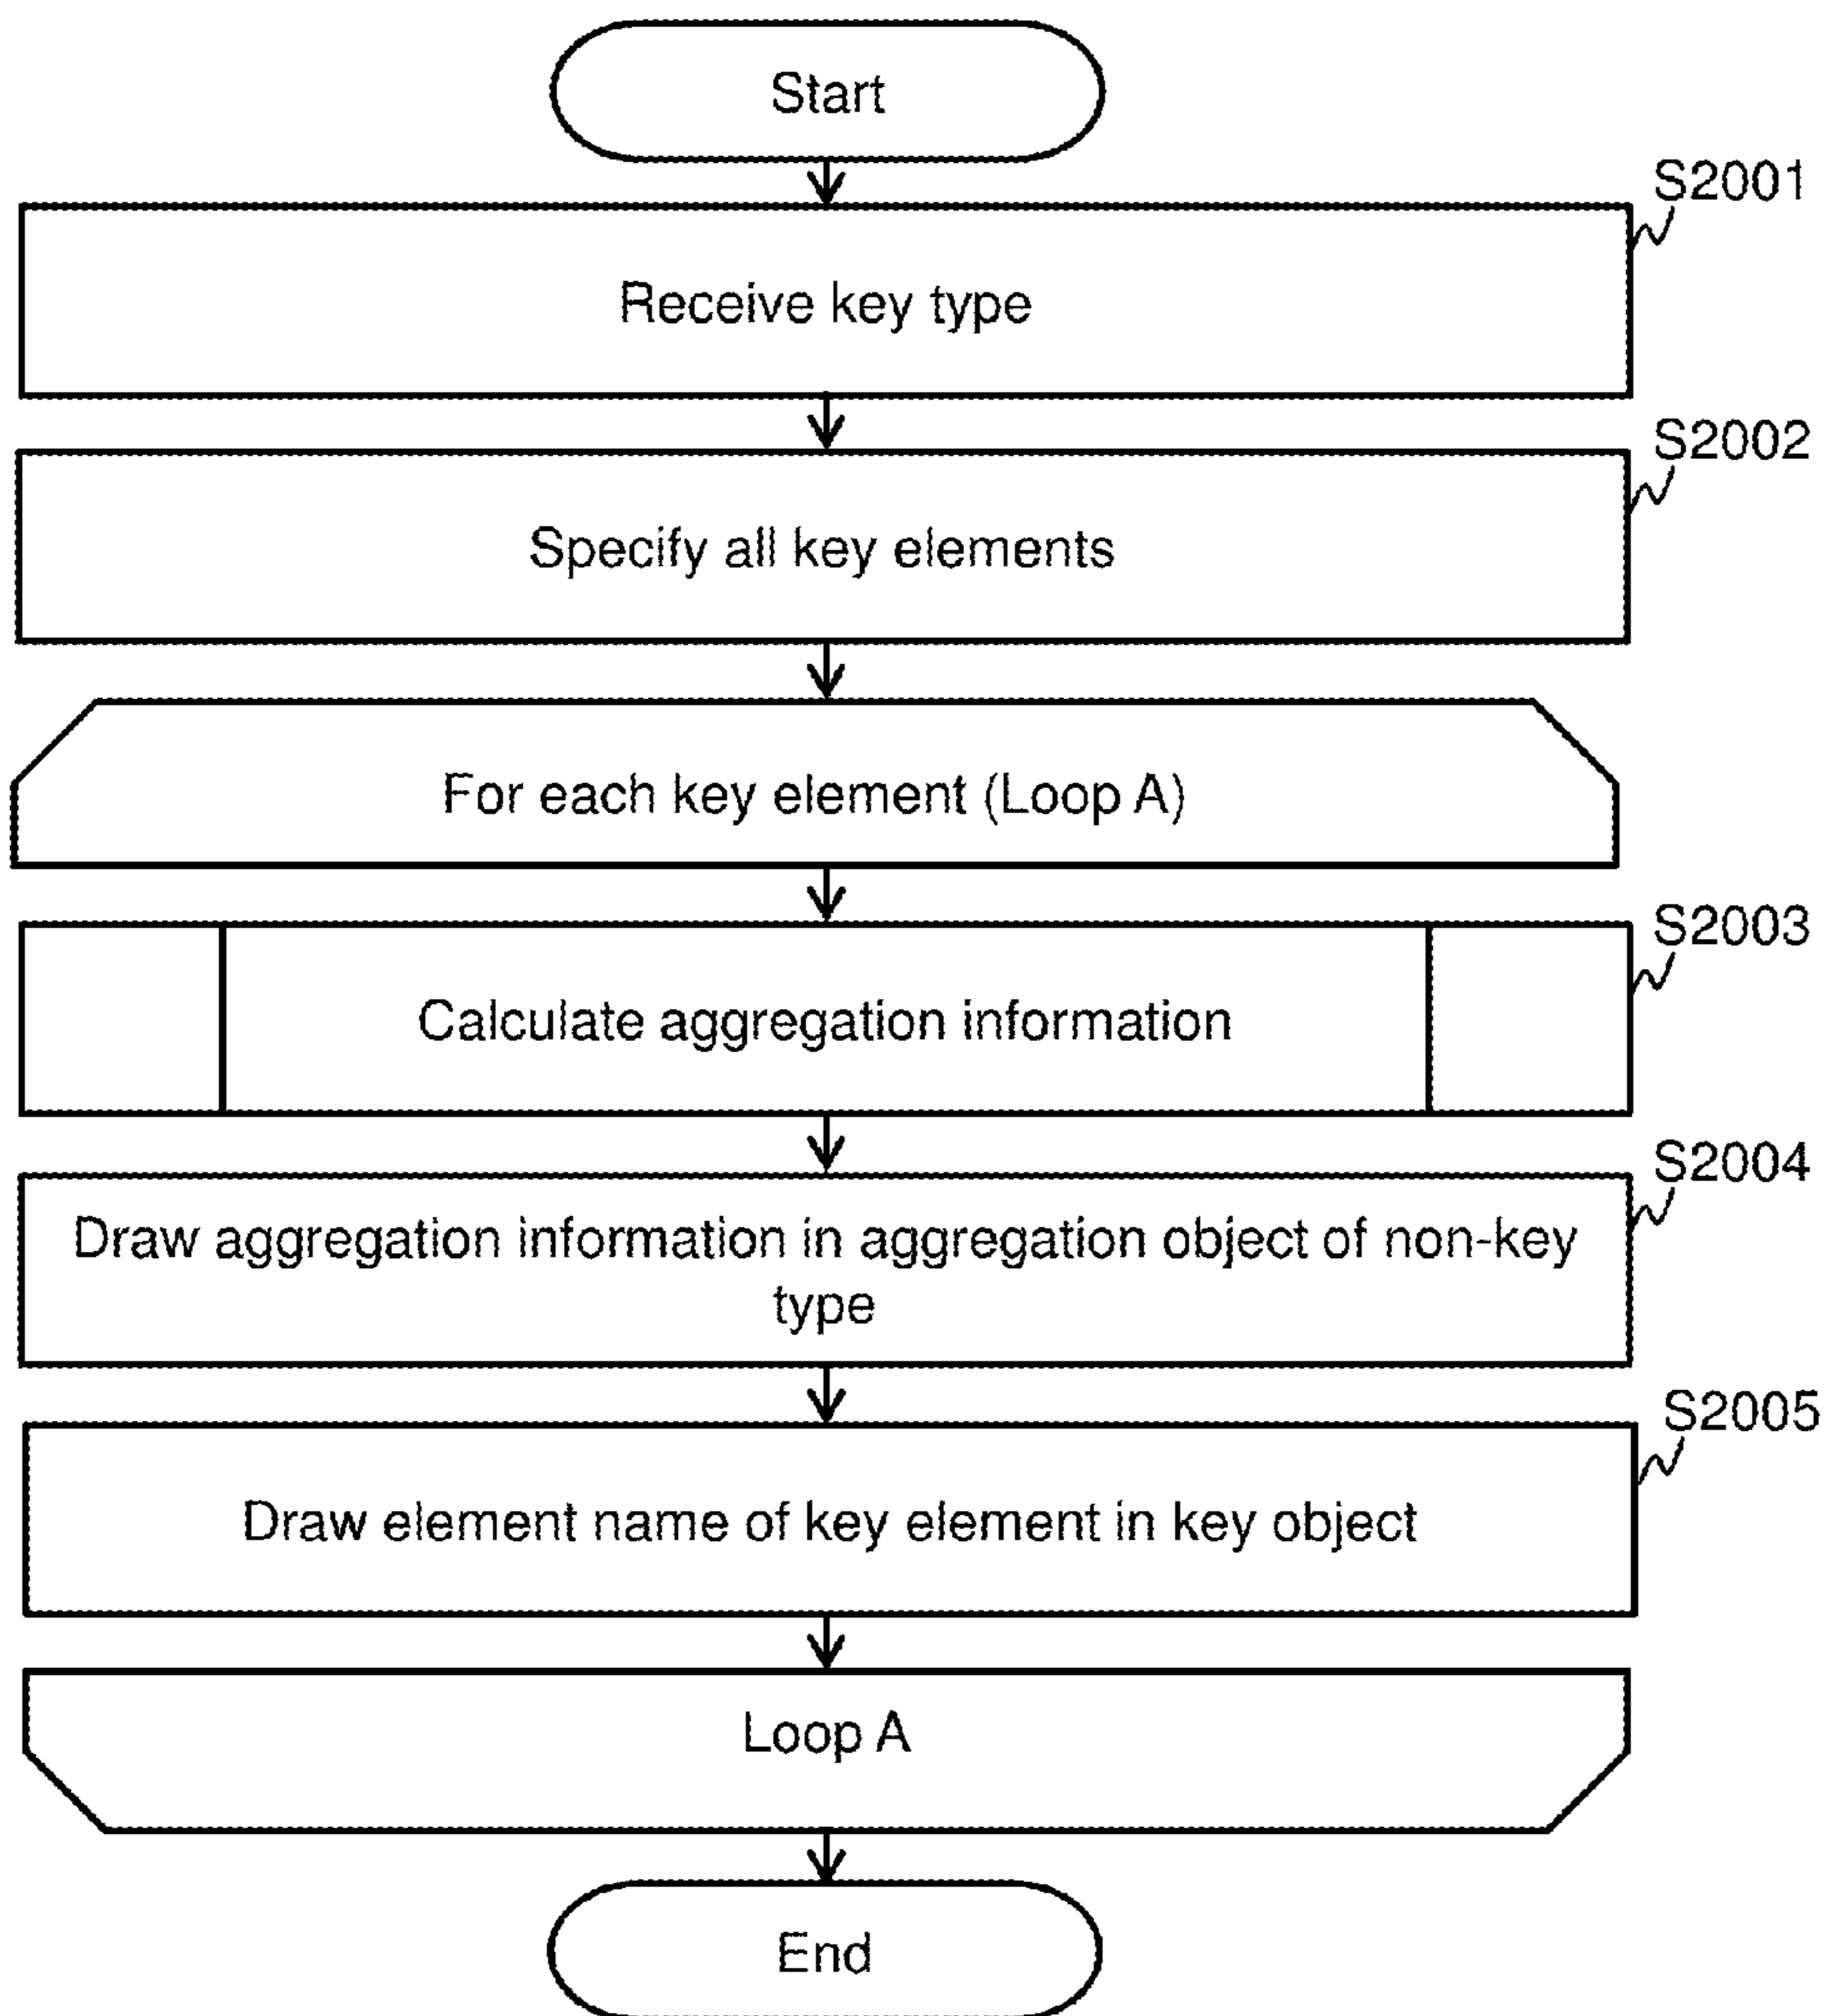 Start
S2001
Receive key type
S2002
Specify all key elements
For each key element (Loop A)
S2003
Calculate aggregation information
S2004
Draw aggregation information in aggregation object of non-key
type
S2005
Draw element name of key element in key object
Loop A
End